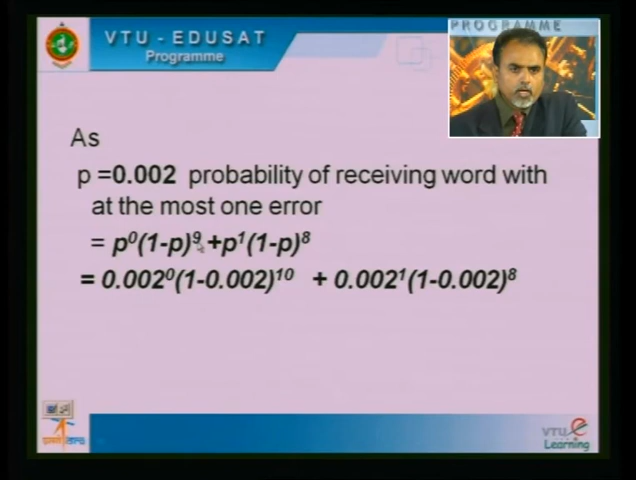 VTU - EDUSAT
Programme
PROGRAMME
As
p =0.002 probability of receiving word with
at the most one error
= p⁰(1-p)⁹+p¹(1-p)⁸
= 0.002⁰(1-0.002)¹⁰ + 0.002¹(1-0.002)⁸
VTU e
Learning